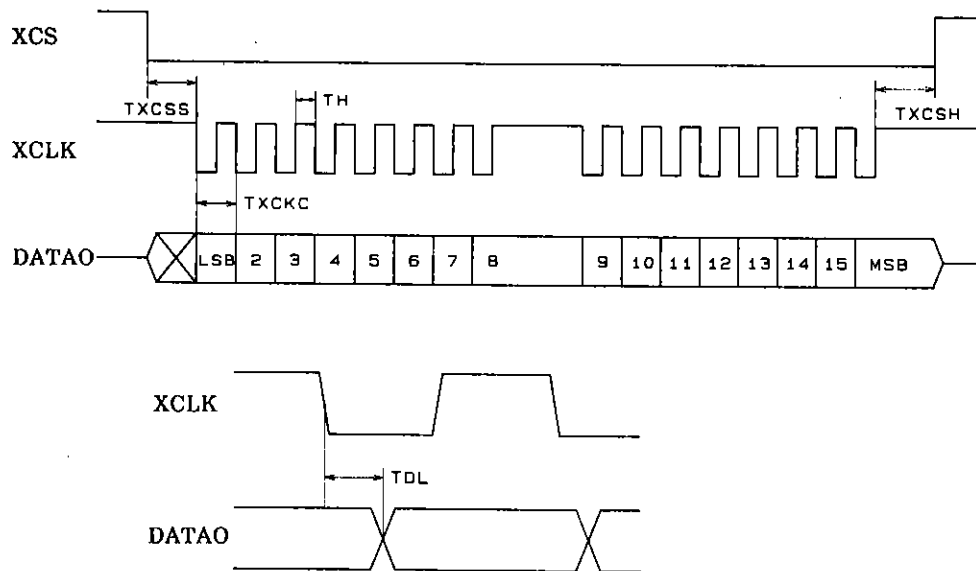 XCS
TXCSS
TH
TXCSH
XCLK
TXCKC
DATAO
LSB 2 3 4 5 6 7 8 9 10 11 12 13 14 15 MSB
XCLK
TDL
DATAO